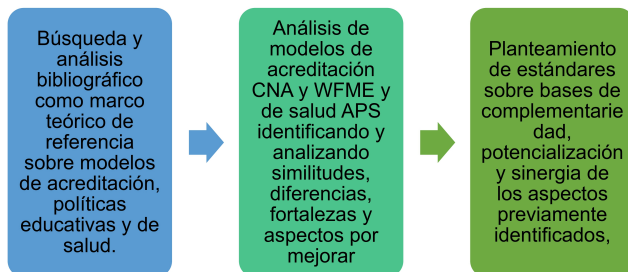 Búsqueda y
análisis
bibliográfico
como marco
teórico de
referencia
sobre modelos
de acreditación,
políticas
educativas y de
salud.
Análisis de
modelos de
acreditación
CNA y WFME y
de salud APS
identificando y
analizando
similitudes,
diferencias,
fortalezas y
aspectos por
mejorar
Planteamiento
de estándares
sobre bases de
complementarie
dad,
potencialización
y sinergia de
los aspectos
previamente
identificados,